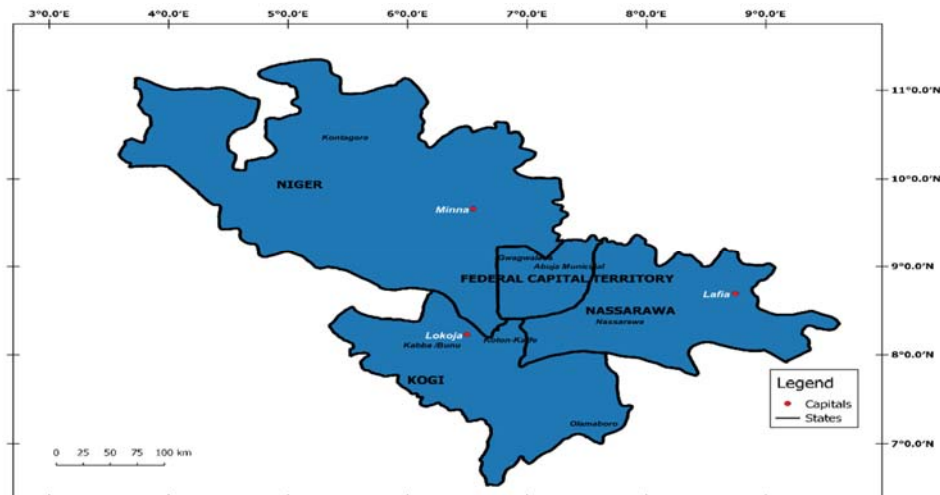 3°0.0'E 4°0.0'E 5°0.0'E 6°0.0'E 7°0.0'E 8°0.0'E 9°0.0'E
11°0.0'N
Kontagora
NIGER
10°0.0'N
Minna
Gwagwalada
Abuja Municipal
9°0.0'N
FEDERAL CAPITAL TERRITORY
Lafia
NASSARAWA
Nassarawa
Lokoja
Koton-Karfe
Kabba /Bunu
8°0.0'N
KOGI
Legend
Capitals
States
Olamaboro
7°0.0'N
0 25 50 75 100 km